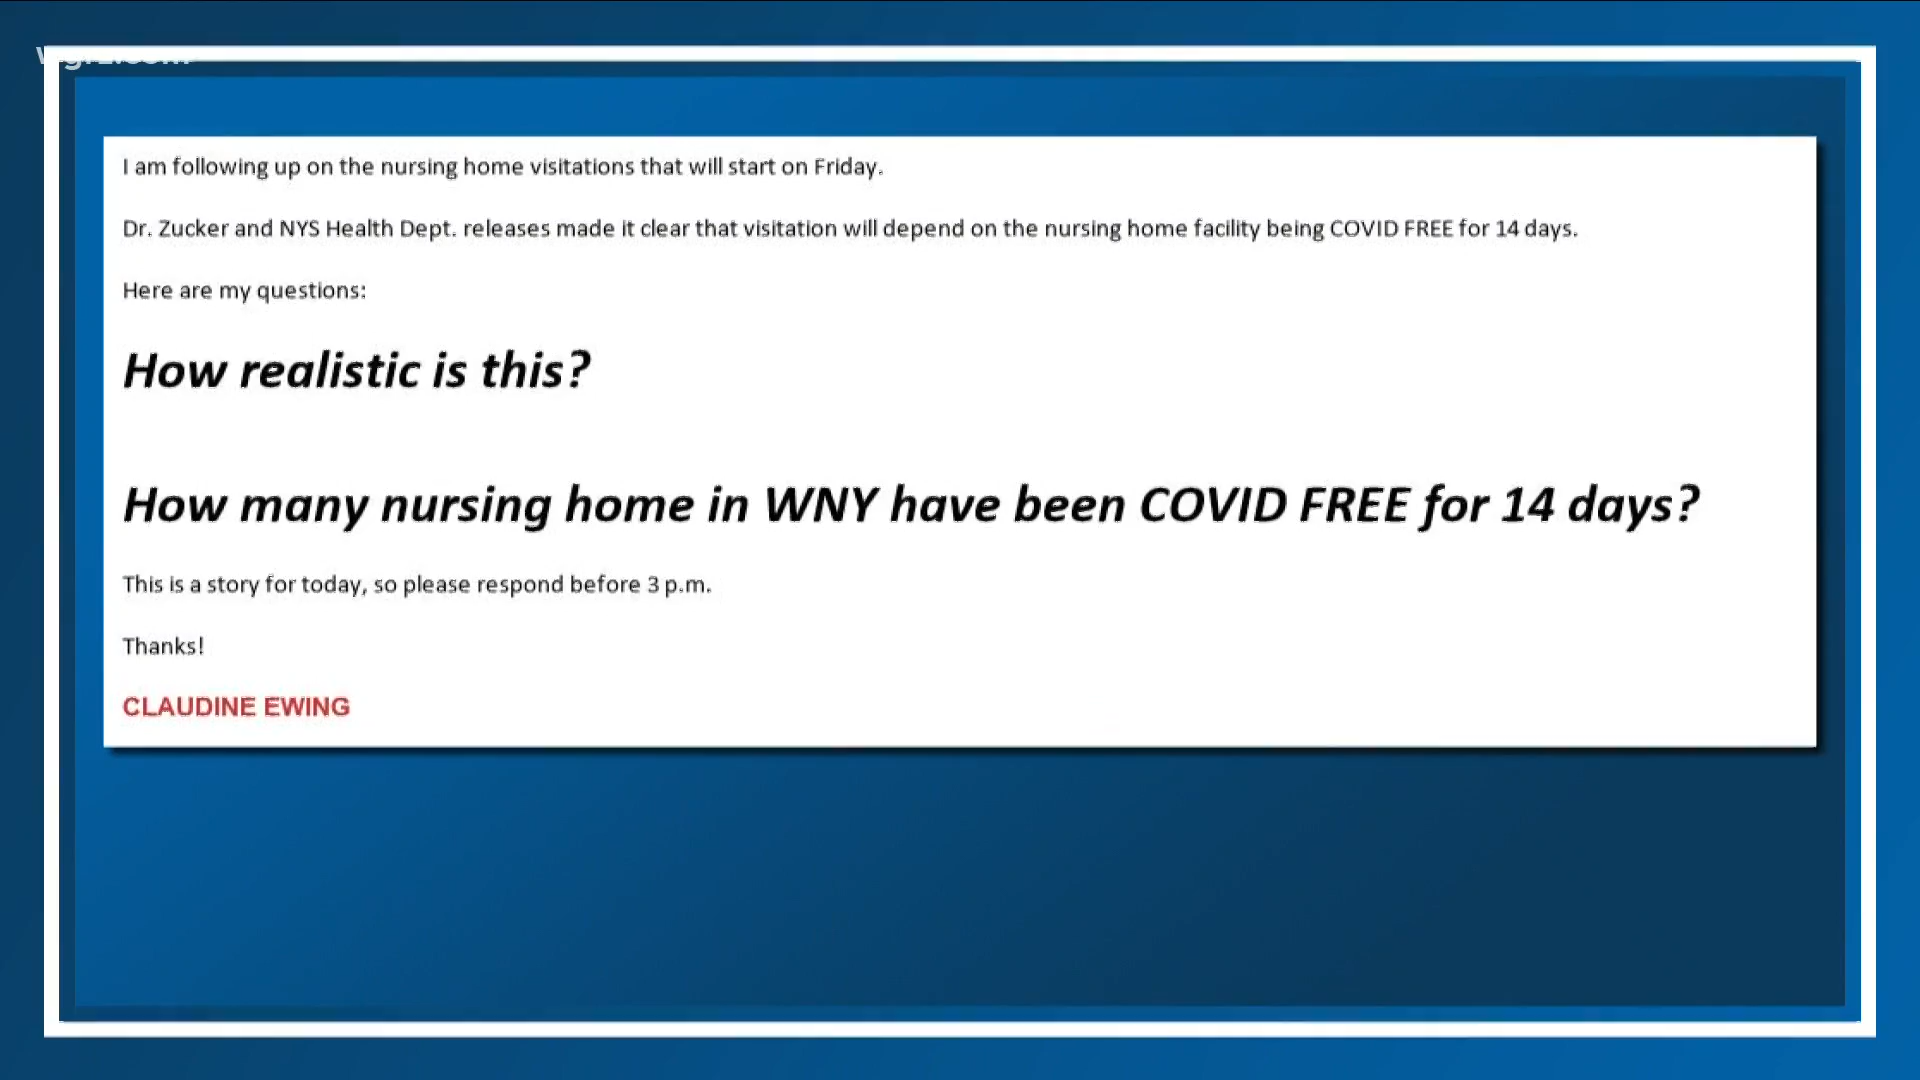 I am following up on the nursing home visitations that will start on Friday.
Dr. Zucker and NYS Health Dept. releases made it clear that visitation will depend on the nursing home facility being COVID FREE for 14 days.
Here are my questions:
How realistic is this?
How many nursing home in WNY have been COVID FREE for 14 days?
This is a story for today, so please respond before 3 p.m.
Thanks!
CLAUDINE EWING